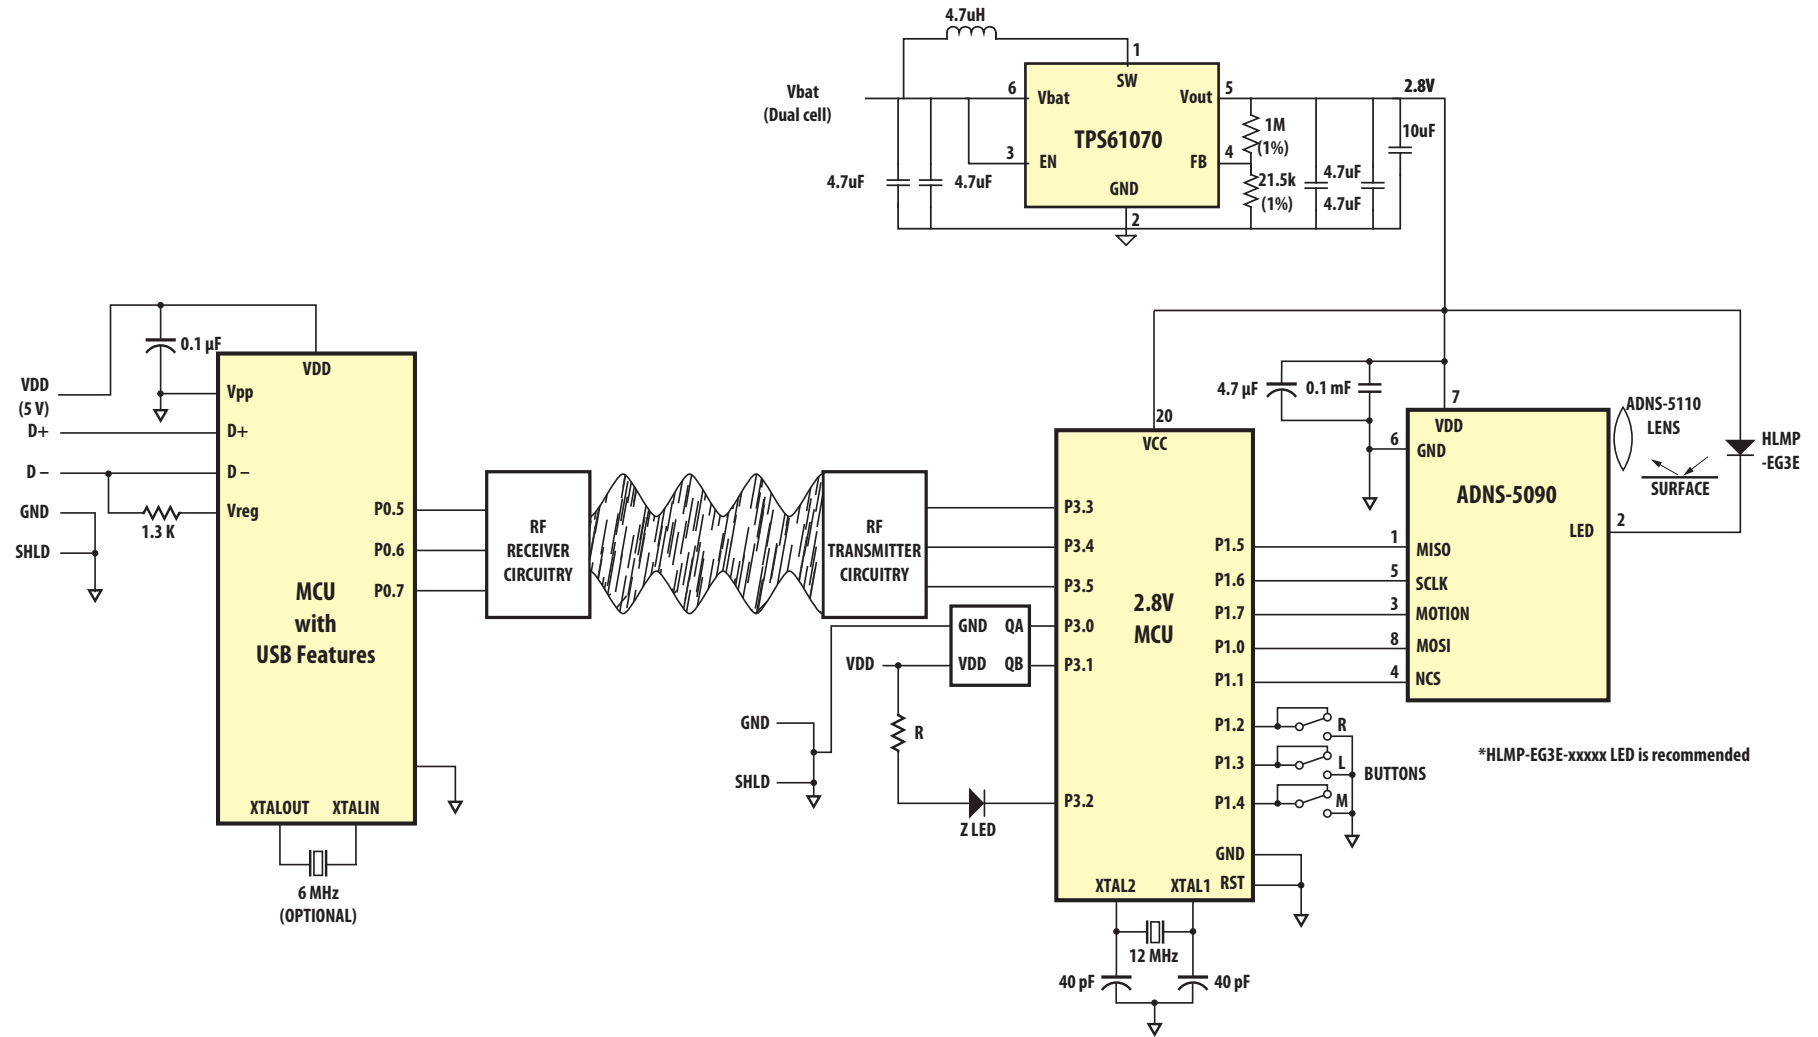 4.7uH
1
SW
Vbat
(Dual cell)
6
Vbat
Vout
5
2.8V
TPS61070
1M
(1%)
10uF
3
EN
FB
4
4.7uF
4.7uF
GND
21.5k
(1%)
4.7uF
4.7uF
2
0.1 µF
VDD
VDD
(5 V)
Vpp
D+
D+
D –
D –
GND
Vreg
1.3 K
SHLD
P0.5
P0.6
P0.7
MCU
with
USB Features
XTALOUT
XTALIN
6 MHz
(OPTIONAL)
RF
RECEIVER
CIRCUITRY
RF
TRANSMITTER
CIRCUITRY
20
VCC
P3.3
P3.4
P3.5
P3.0
P3.1
P3.2
2.8V
MCU
GND
QA
VDD
VDD
QB
GND
SHLD
R
Z LED
P1.5
P1.6
P1.7
P1.0
P1.1
P1.2
P1.3
P1.4
GND
RST
XTAL2
XTAL1
12 MHz
40 pF
40 pF
R
L
M
BUTTONS
4.7 µF
0.1 mF
7
VDD
6
GND
ADNS-5090
LED
2
1
MISO
5
SCLK
3
MOTION
8
MOSI
4
NCS
ADNS-5110
LENS
SURFACE
HLMP
-EG3E
*HLMP-EG3E-xxxxx LED is recommended